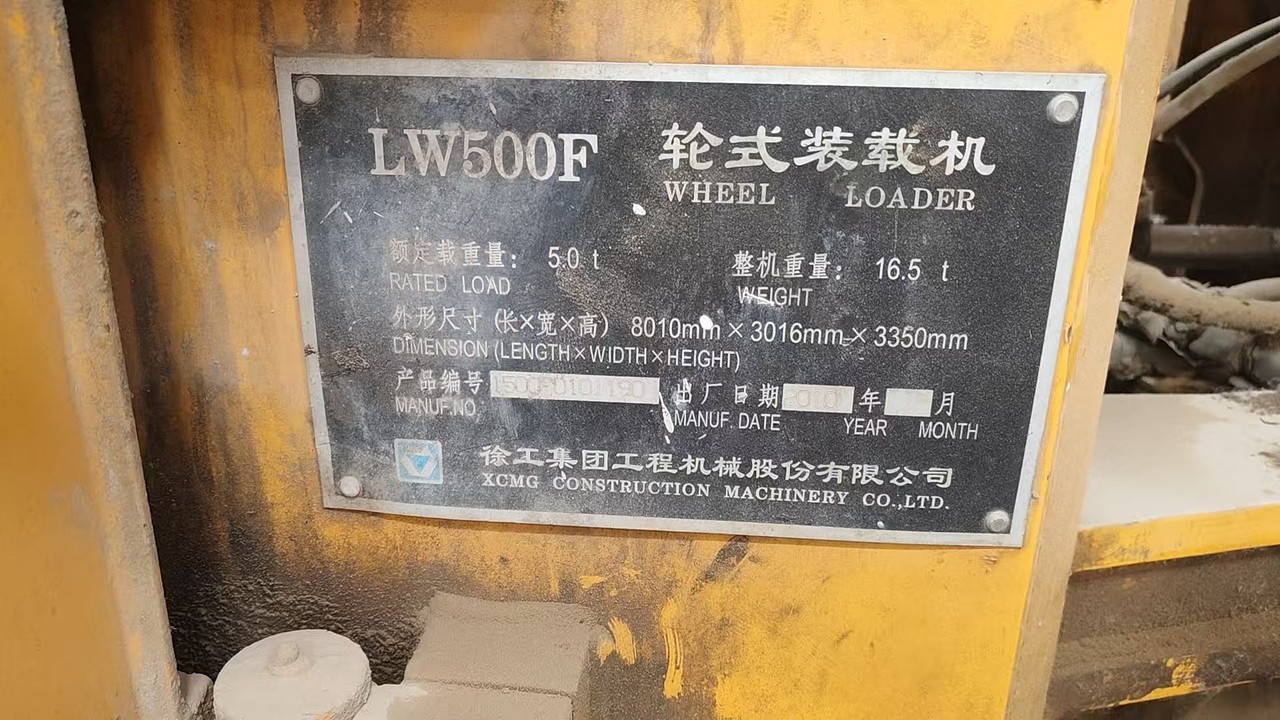 LW500F 轮式装载机
WHEEL LOADER
额定载重量： 5.0 t 整机重量： 16.5 t
RATED LOAD WEIGHT
外形尺寸 (长×宽×高) 8010mm × 3016mm × 3350mm
DIMENSION (LENGTH×WIDTH×HEIGHT)
产品编号 出厂日期 2010 年 月
MANUF.NO. MANUF. DATE YEAR MONTH
徐工集团工程机械股份有限公司
XCMG CONSTRUCTION MACHINERY CO.,LTD.